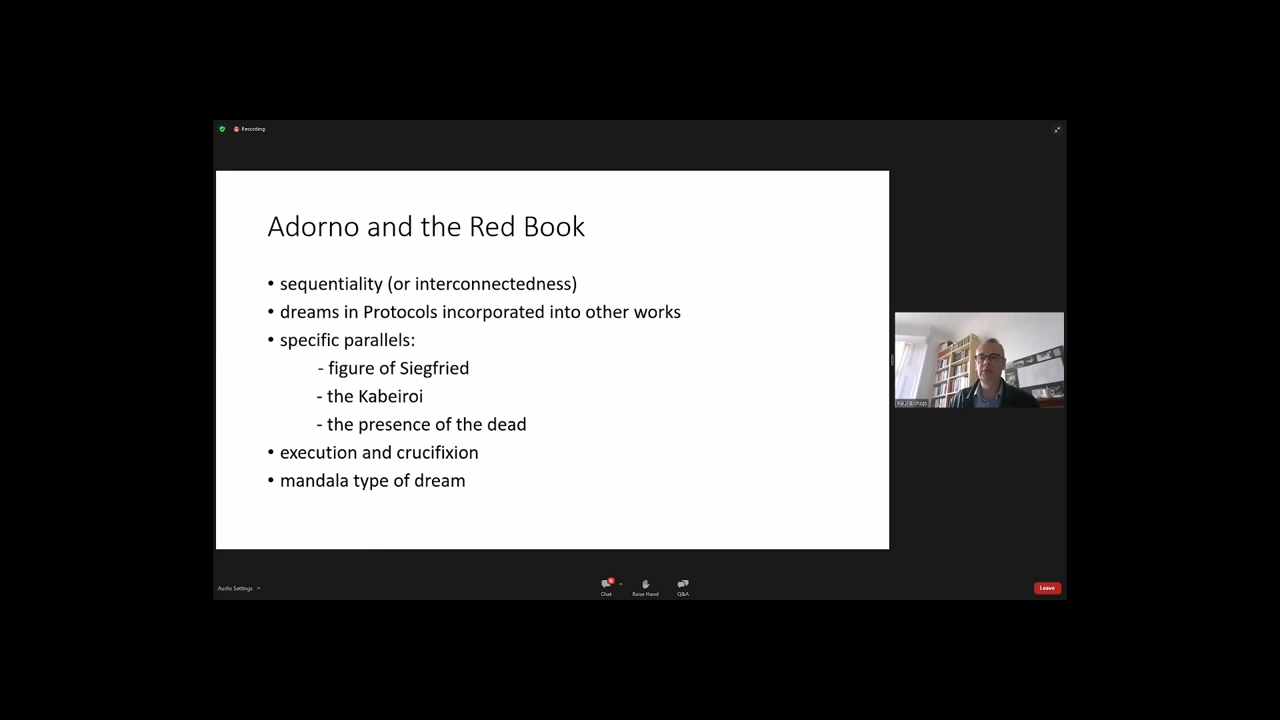 Recording
Adorno and the Red Book
• sequentiality (or interconnectedness)
• dreams in Protocols incorporated into other works
• specific parallels:
- figure of Siegfried
- the Kabeiroi
- the presence of the dead
• execution and crucifixion
• mandala type of dream
Paul Bishop
Audio Settings
Chat
Raise Hand
Q&A
Leave